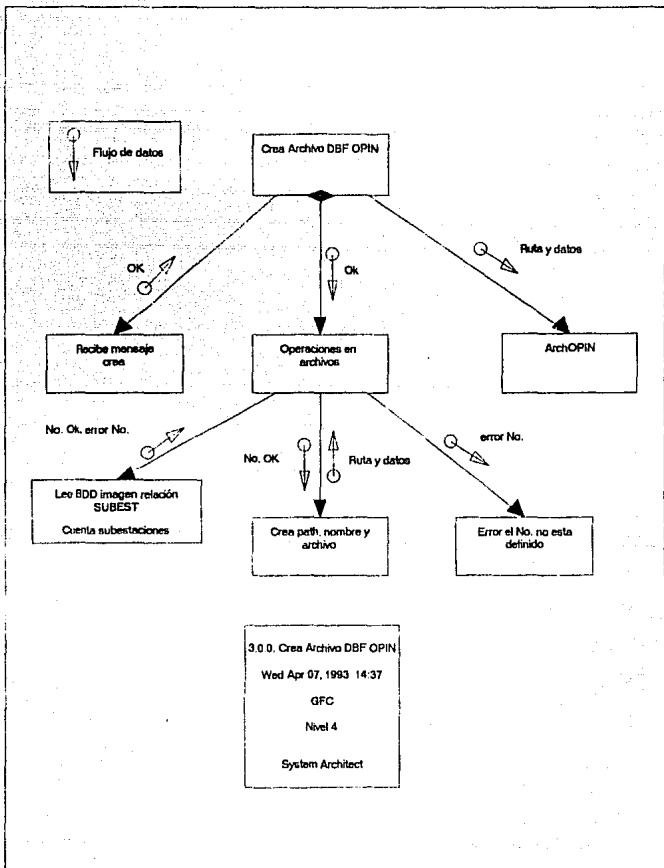 Flujo de datos
Crea Archivo DBF OPIN
OK
Ok
Ruta y datos
Recibe mensaje
crea
Operaciones en
archivos
ArchOPIN
No. Ok. error No.
No. OK
Ruta y datos
error No.
Lee BDD imagen relación
SUBEST
Cuenta subestaciones
Crea path, nombre y
archivo
Error el No. no esta
definido
3.0.0. Crea Archivo DBF OPIN
Wed Apr 07, 1993 14:37
GFC
Nivel 4
System Architect